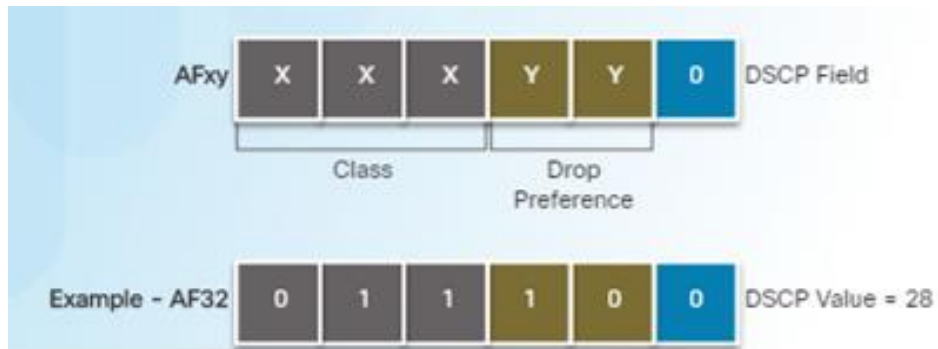 AFxy X X X Y Y 0 DSCP Field
Class Drop
Preference
Example - AF32 0 1 1 1 0 0 DSCP Value = 28